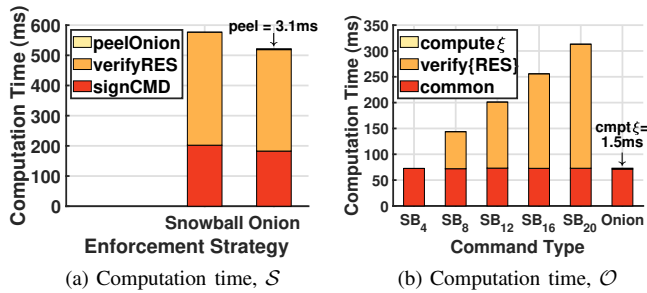 Computation Time (ms)
600
500
400
300
200
100
0
peelOnion
verifyRES
signCMD
peel = 3.1ms
Snowball Onion
Enforcement Strategy
(a) Computation time, 𝒮
Computation Time (ms)
350
300
250
200
150
100
50
0
compute ξ
verify{RES}
common
cmpt ξ=
1.5ms
SB₄ SB₈ SB₁₂ SB₁₆ SB₂₀ Onion
Command Type
(b) Computation time, 𝒪